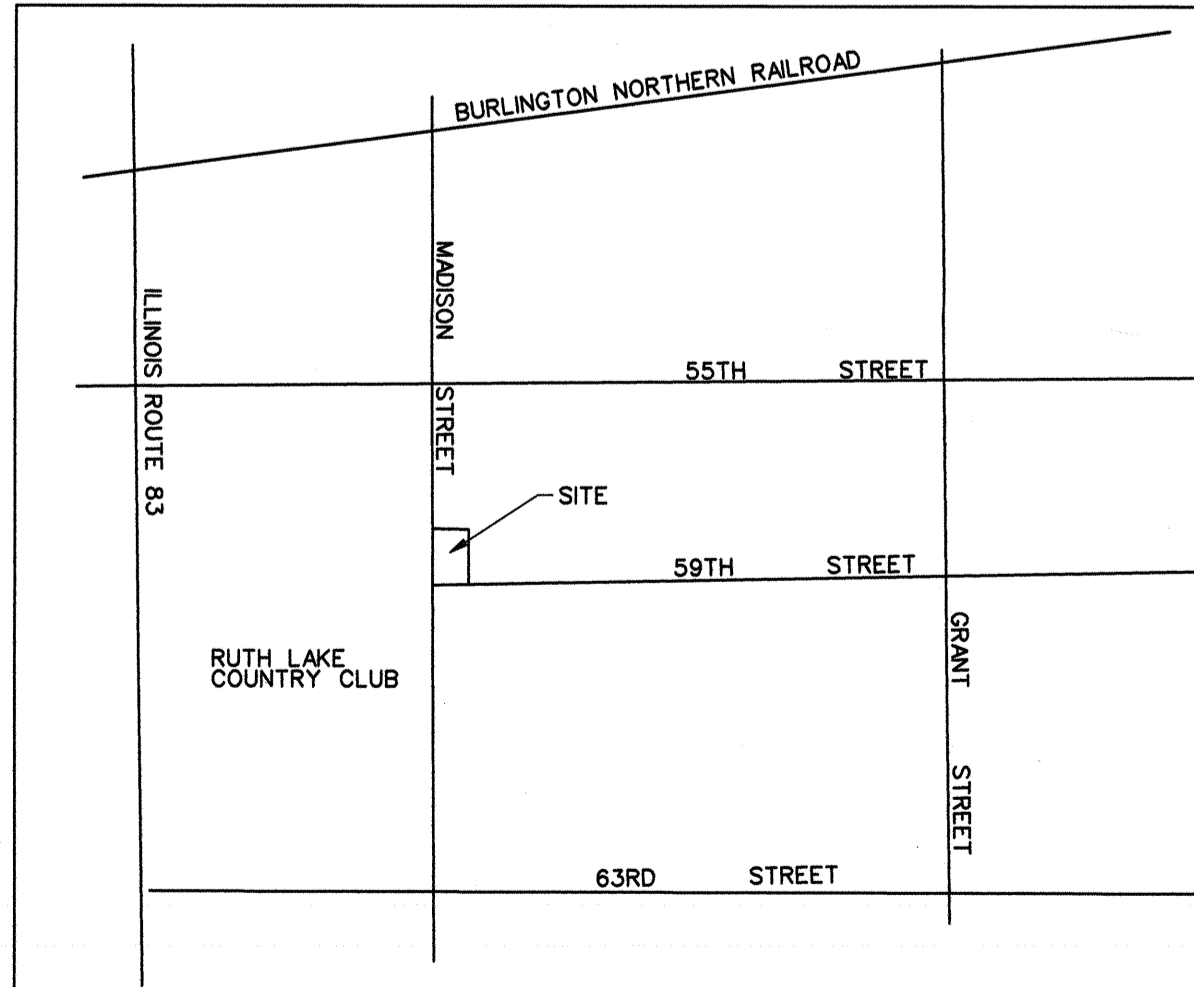 BURLINGTON NORTHERN RAILROAD
MADISON STREET
ILLINOIS ROUTE 83
55TH STREET
SITE
59TH STREET
GRANT STREET
RUTH LAKE
COUNTRY CLUB
63RD STREET